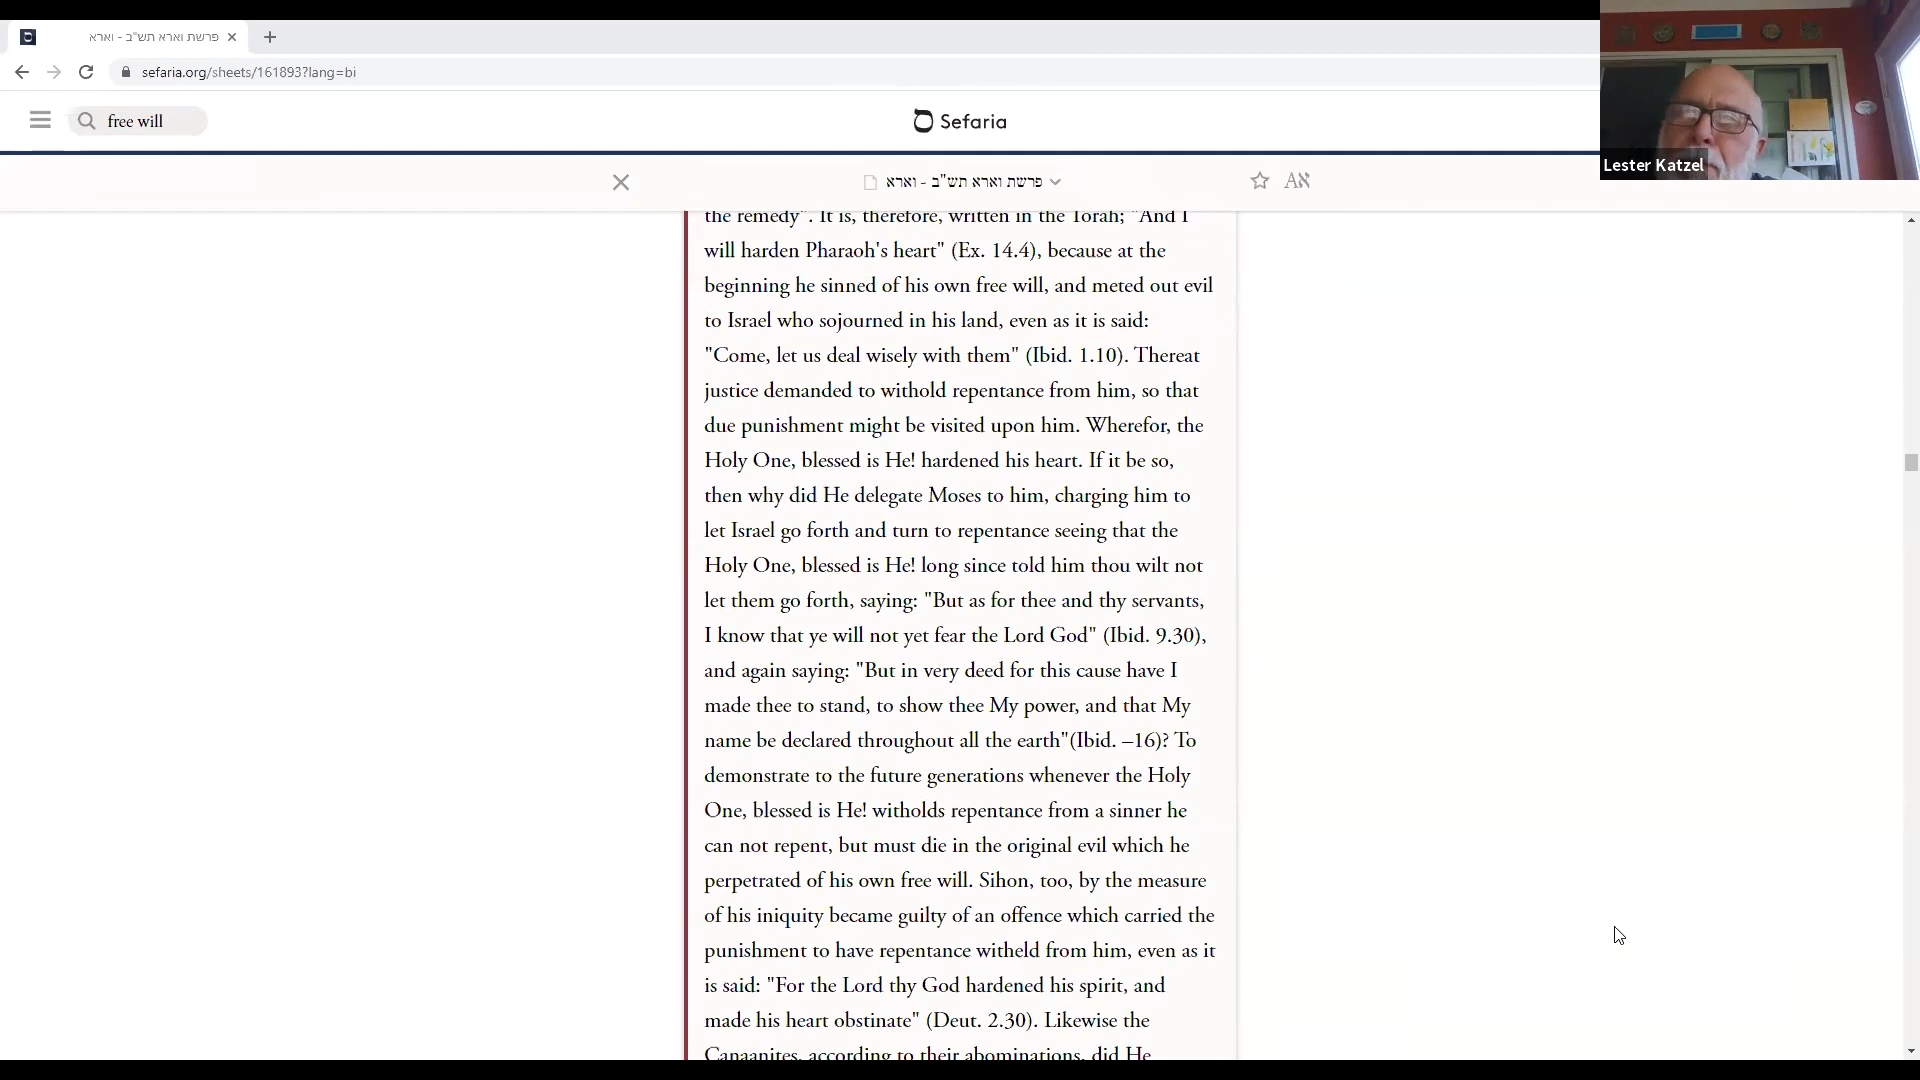 פרשת וארא תש"ב - וארא
sefaria.org/sheets/161893?lang=bi
free will
Sefaria
פרשת וארא תש"ב - וארא
Lester Katzel
the remedy". It is, therefore, written in the Torah; "And I
will harden Pharaoh's heart" (Ex. 14.4), because at the
beginning he sinned of his own free will, and meted out evil
to Israel who sojourned in his land, even as it is said:
"Come, let us deal wisely with them" (Ibid. 1.10). Thereat
justice demanded to withold repentance from him, so that
due punishment might be visited upon him. Wherefor, the
Holy One, blessed is He! hardened his heart. If it be so,
then why did He delegate Moses to him, charging him to
let Israel go forth and turn to repentance seeing that the
Holy One, blessed is He! long since told him thou wilt not
let them go forth, saying: "But as for thee and thy servants,
I know that ye will not yet fear the Lord God" (Ibid. 9.30),
and again saying: "But in very deed for this cause have I
made thee to stand, to show thee My power, and that My
name be declared throughout all the earth"(Ibid. –16)? To
demonstrate to the future generations whenever the Holy
One, blessed is He! witholds repentance from a sinner he
can not repent, but must die in the original evil which he
perpetrated of his own free will. Sihon, too, by the measure
of his iniquity became guilty of an offence which carried the
punishment to have repentance witheld from him, even as it
is said: "For the Lord thy God hardened his spirit, and
made his heart obstinate" (Deut. 2.30). Likewise the
Canaanites, according to their abominations, did He